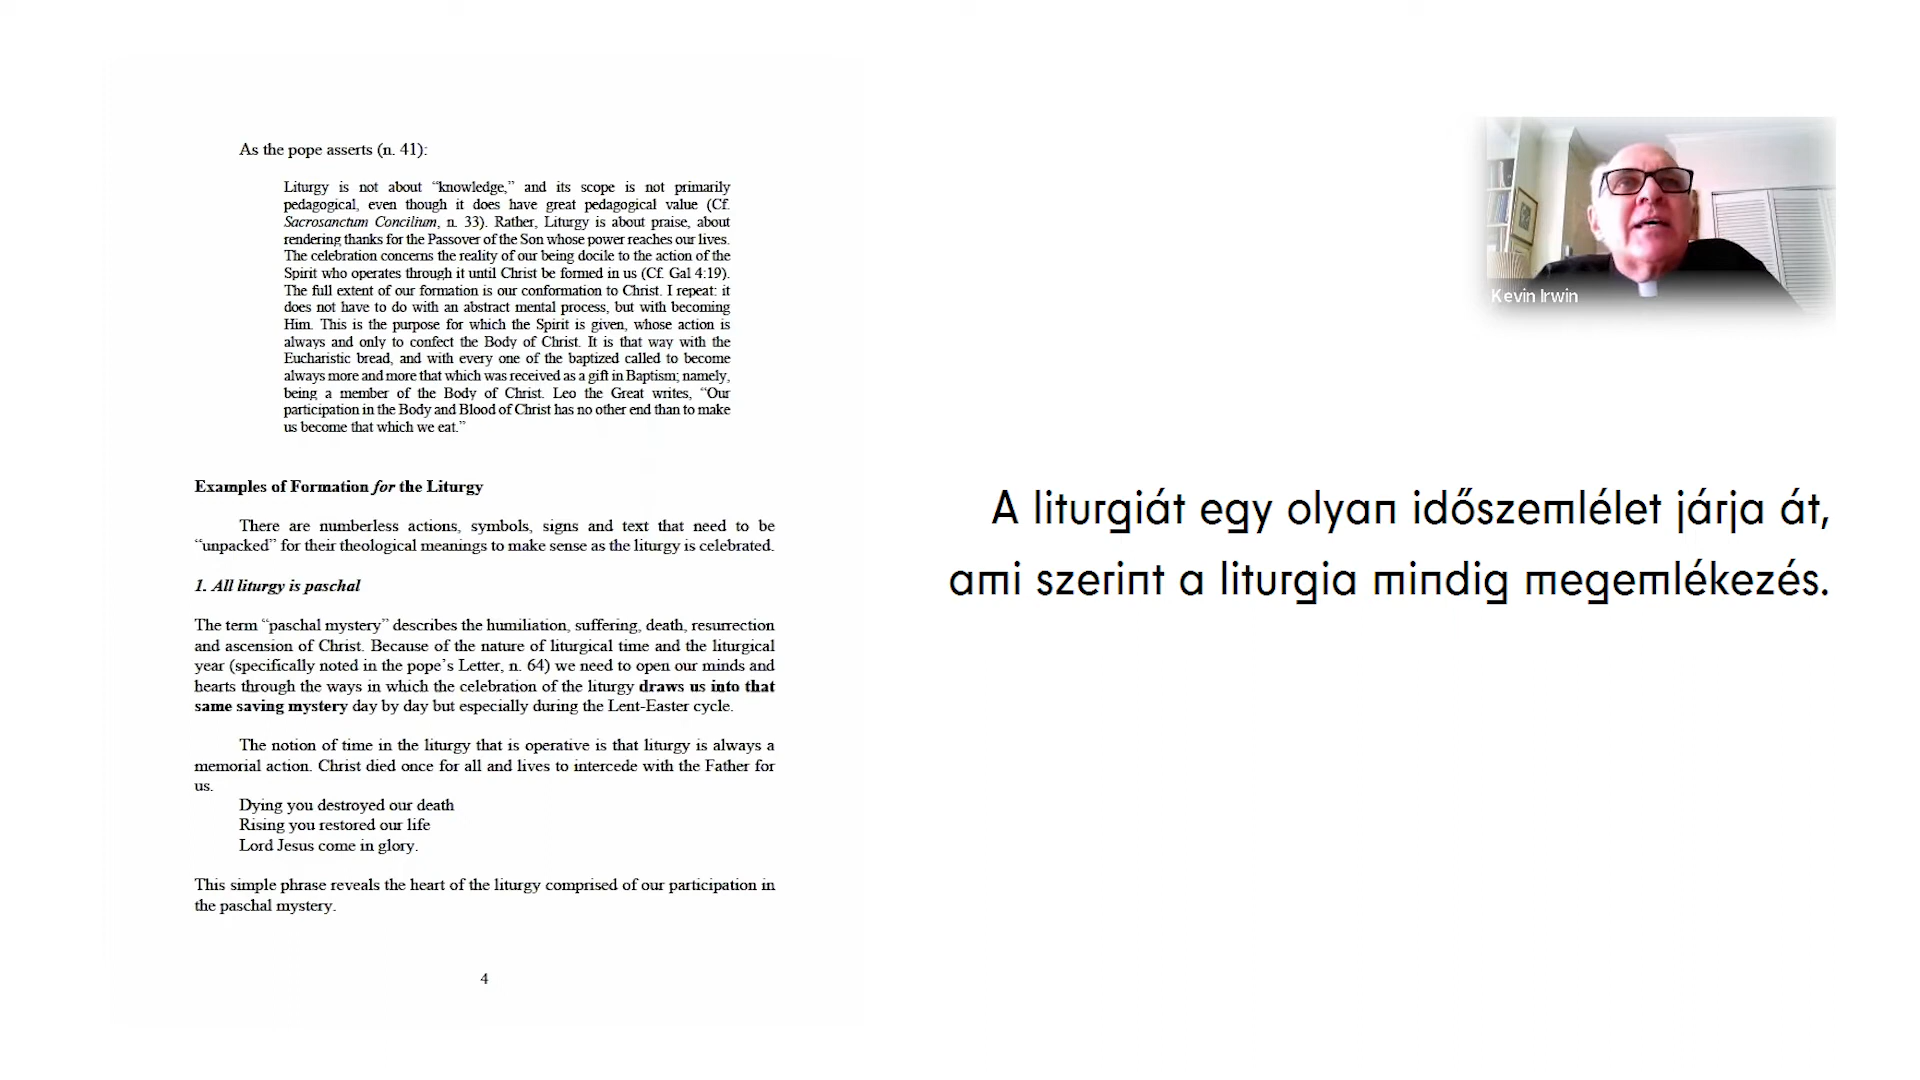 As the pope asserts (n. 41):
Liturgy is not about “knowledge,” and its scope is not primarily
pedagogical, even though it does have great pedagogical value (Cf.
Sacrosanctum Concilium, n. 33). Rather, Liturgy is about praise, about
rendering thanks for the Passover of the Son whose power reaches our lives.
The celebration concerns the reality of our being docile to the action of the
Spirit who operates through it until Christ be formed in us (Cf. Gal 4:19).
The full extent of our formation is our conformation to Christ. I repeat: it
does not have to do with an abstract mental process, but with becoming
Him. This is the purpose for which the Spirit is given, whose action is
always and only to confect the Body of Christ. It is that way with the
Eucharistic bread, and with every one of the baptized called to become
always more and more that which was received as a gift in Baptism; namely,
being a member of the Body of Christ. Leo the Great writes, “Our
participation in the Body and Blood of Christ has no other end than to make
us become that which we eat.”
Examples of Formation for the Liturgy
There are numberless actions, symbols, signs and text that need to be
“unpacked” for their theological meanings to make sense as the liturgy is celebrated.
1. All liturgy is paschal
The term “paschal mystery” describes the humiliation, suffering, death, resurrection
and ascension of Christ. Because of the nature of liturgical time and the liturgical
year (specifically noted in the pope’s Letter, n. 64) we need to open our minds and
hearts through the ways in which the celebration of the liturgy draws us into that
same saving mystery day by day but especially during the Lent-Easter cycle.
The notion of time in the liturgy that is operative is that liturgy is always a
memorial action. Christ died once for all and lives to intercede with the Father for
us.
Dying you destroyed our death
Rising you restored our life
Lord Jesus come in glory.
This simple phrase reveals the heart of the liturgy comprised of our participation in
the paschal mystery.
4
Kevin Irwin
A liturgiát egy olyan időszemlélet járja át,
ami szerint a liturgia mindig megemlékezés.